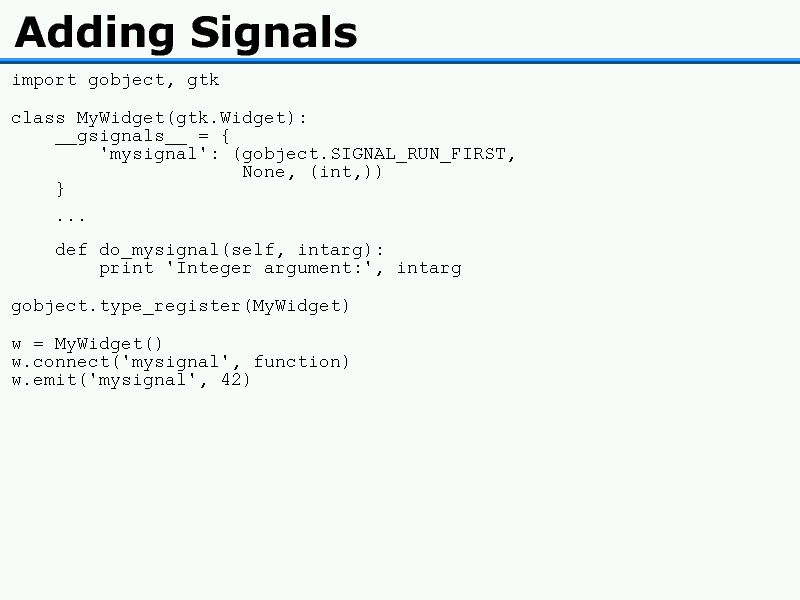 Adding Signals
import gobject, gtk
class MyWidget(gtk.Widget):
    __gsignals__ = {
        'mysignal': (gobject.SIGNAL_RUN_FIRST,
                     None, (int,))
    }
    ...
    def do_mysignal(self, intarg):
        print 'Integer argument:', intarg
gobject.type_register(MyWidget)
w = MyWidget()
w.connect('mysignal', function)
w.emit('mysignal', 42)